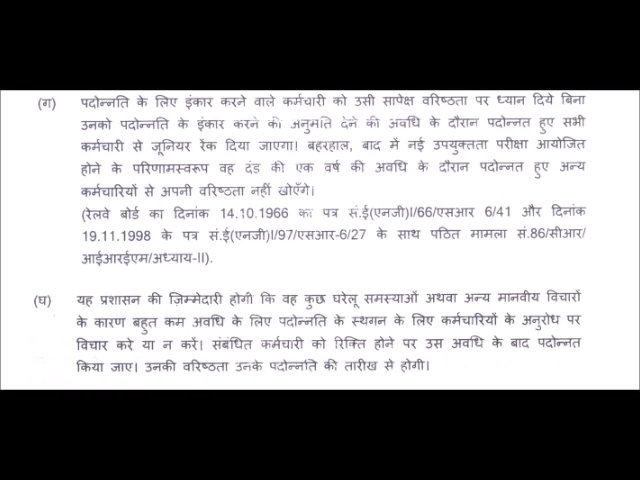 (ग) पदोन्नति के लिए इंकार करने वाले कर्मचारी को उसी सापेक्ष वरिष्ठता पर ध्यान दिये बिना
उनको पदोन्नति के इंकार करने की अनुमति देने की अवधि के दौरान पदोन्नत हुए सभी
कर्मचारी से जूनियर रैंक दिया जाएगा। बहरहाल, बाद में नई उपयुक्तता परीक्षा आयोजित
होने के परिणामस्वरूप वह दंड की एक वर्ष की अवधि के दौरान पदोन्नत हुए अन्य
कर्मचारियों से अपनी वरिष्ठता नहीं खोएँगे।
(रेलवे बोर्ड का दिनांक 14.10.1966 का पत्र सं.ई(एनजी)I/66/एसआर 6/41 और दिनांक
19.11.1998 के पत्र सं.ई(एनजी)I/97/एसआर-6/27 के साथ पठित मामला सं.86/सीआर/
आईआरईएम/अध्याय-II).
(घ) यह प्रशासन की ज़िम्मेदारी होगी कि वह कुछ घरेलू समस्याओं अथवा अन्य मानवीय विचारों
के कारण बहुत कम अवधि के लिए पदोन्नति के स्थगन के लिए कर्मचारियों के अनुरोध पर
विचार करे या न करें। संबंधित कर्मचारी को रिक्ति होने पर उस अवधि के बाद पदोन्नत
किया जाए। उनकी वरिष्ठता उनके पदोन्नति की तारीख से होगी।